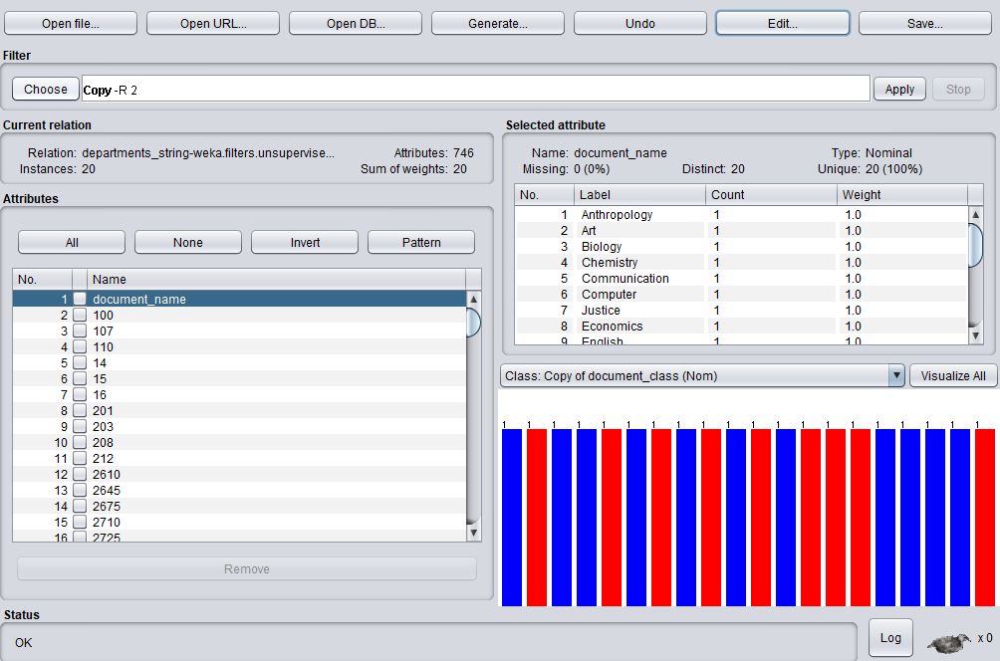 Open file... Open URL... Open DB... Generate... Undo Edit... Save...
Filter
Choose Copy -R 2 Apply Stop
Current relation
Relation: departments_string-weka.filters.unsupervise... Attributes: 746
Instances: 20 Sum of weights: 20
Attributes
All None Invert Pattern
No. Name
1 document_name
2 100
3 107
4 110
5 14
6 15
7 16
8 201
9 203
10 208
11 212
12 2610
13 2645
14 2675
15 2710
16 2725
Remove
Selected attribute
Name: document_name Type: Nominal
Missing: 0 (0%) Distinct: 20 Unique: 20 (100%)
No. Label Count Weight
1 Anthropology 1 1.0
2 Art 1 1.0
3 Biology 1 1.0
4 Chemistry 1 1.0
5 Communication 1 1.0
6 Computer 1 1.0
7 Justice 1 1.0
8 Economics 1 1.0
9 English 1 1.0
Class: Copy of document_class (Nom) Visualize All
1 1 1 1 1 1 1 1 1 1 1 1 1 1 1 1 1 1 1 1
Status
OK
Log x 0